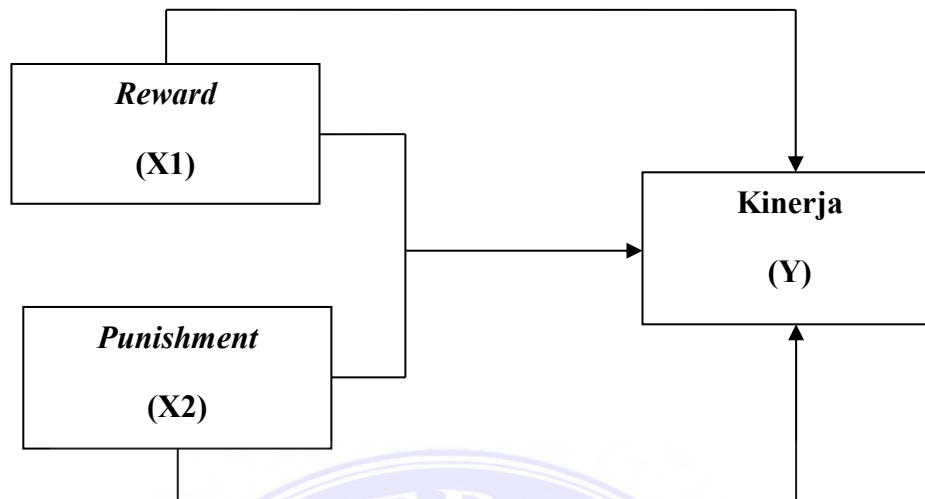 Reward
(X1)
Kinerja
(Y)
Punishment
(X2)